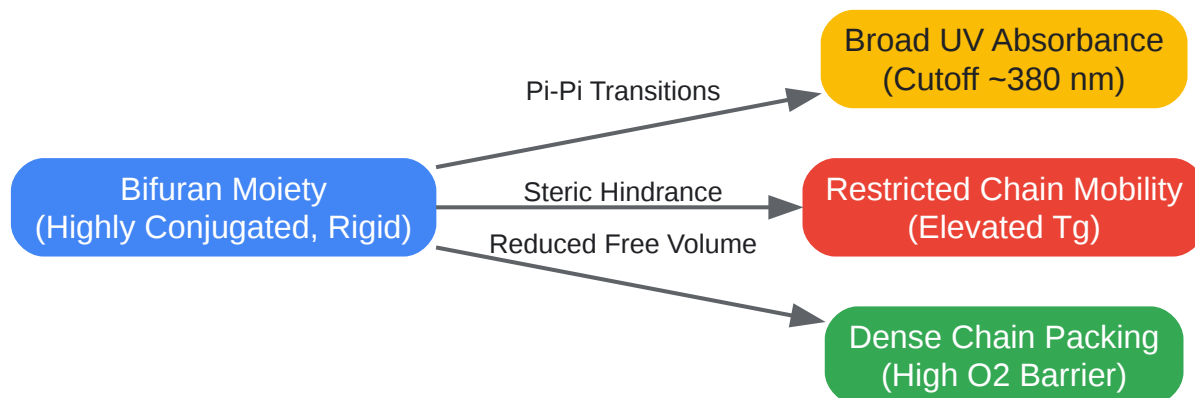 Broad UV Absorbance
(Cutoff ~380 nm)
Pi-Pi Transitions
Bifuran Moiety
(Highly Conjugated, Rigid)
Steric Hindrance
Restricted Chain Mobility
(Elevated Tg)
Reduced Free Volume
Dense Chain Packing
(High O2 Barrier)